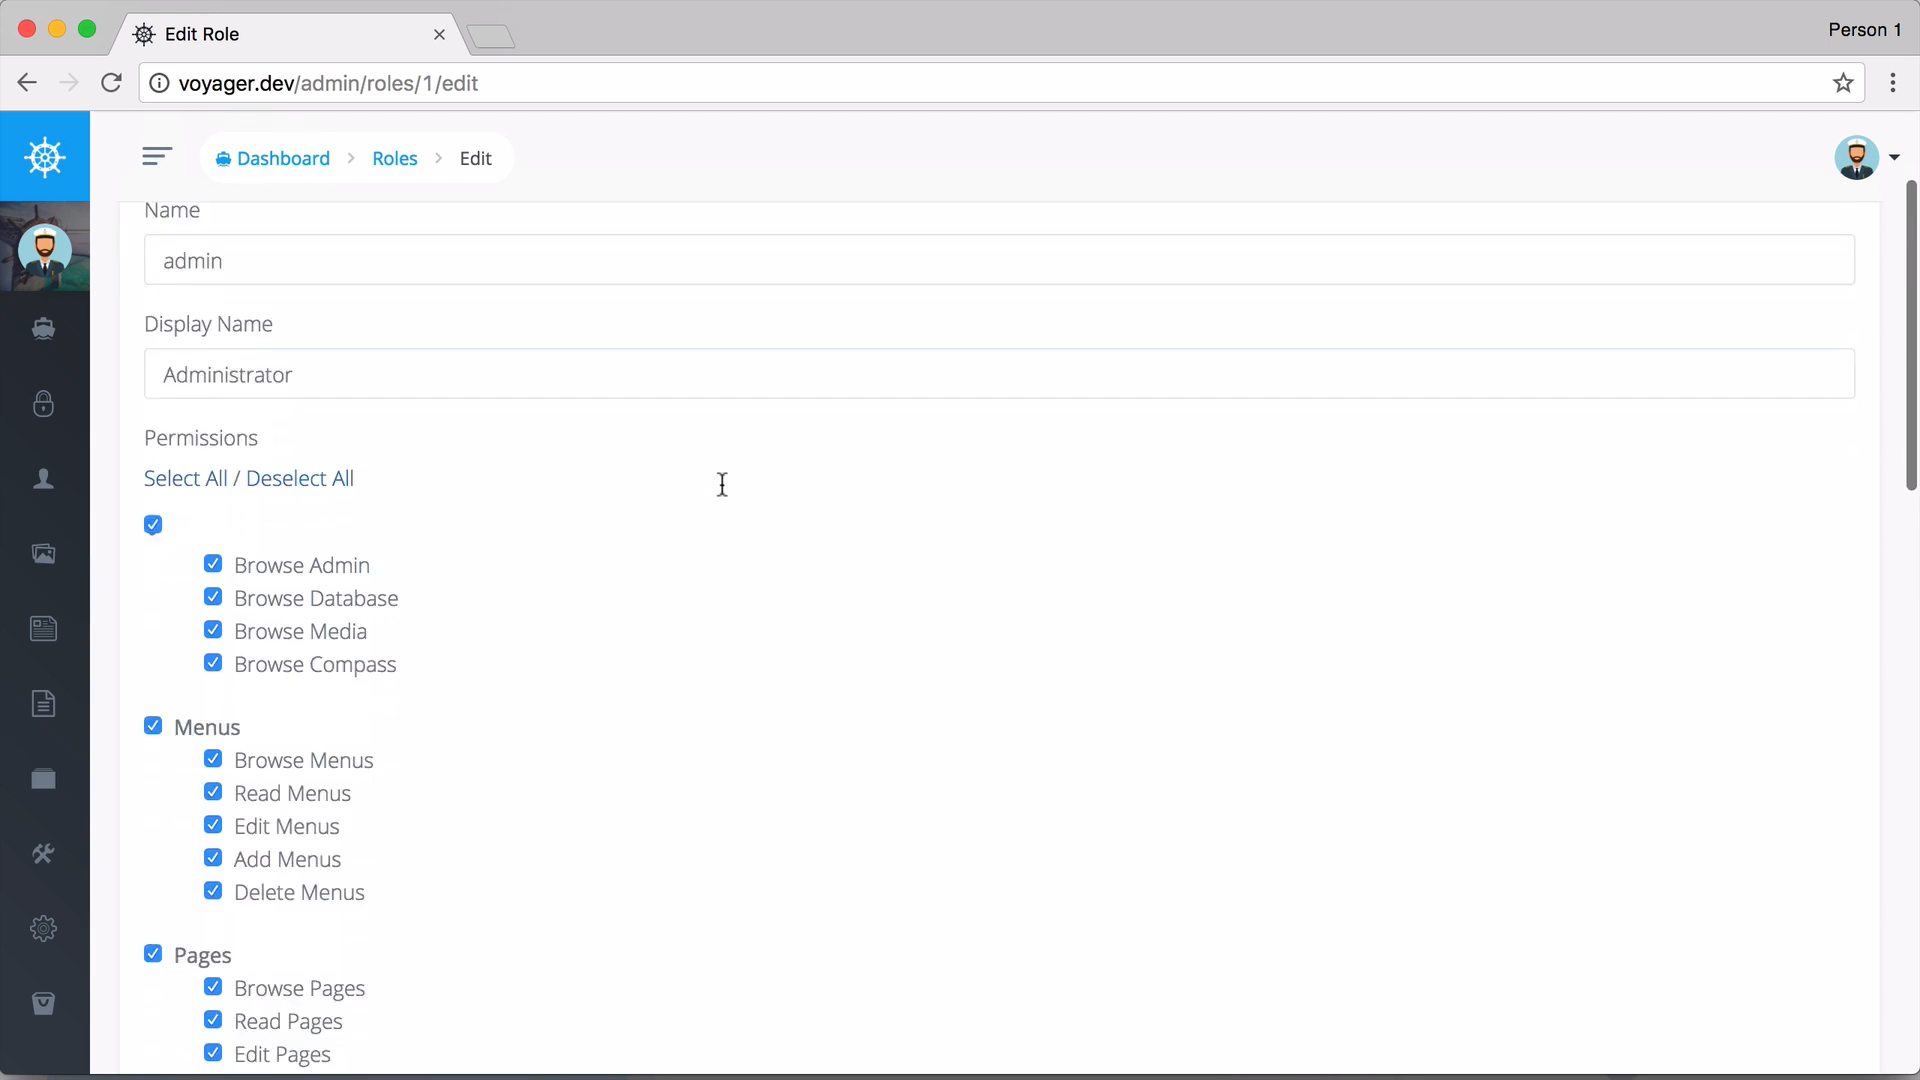 Edit Role
Person 1
voyager.dev/admin/roles/1/edit
Dashboard > Roles > Edit
Name
admin
Display Name
Administrator
Permissions
Select All / Deselect All
Browse Admin
Browse Database
Browse Media
Browse Compass
Menus
Browse Menus
Read Menus
Edit Menus
Add Menus
Delete Menus
Pages
Browse Pages
Read Pages
Edit Pages